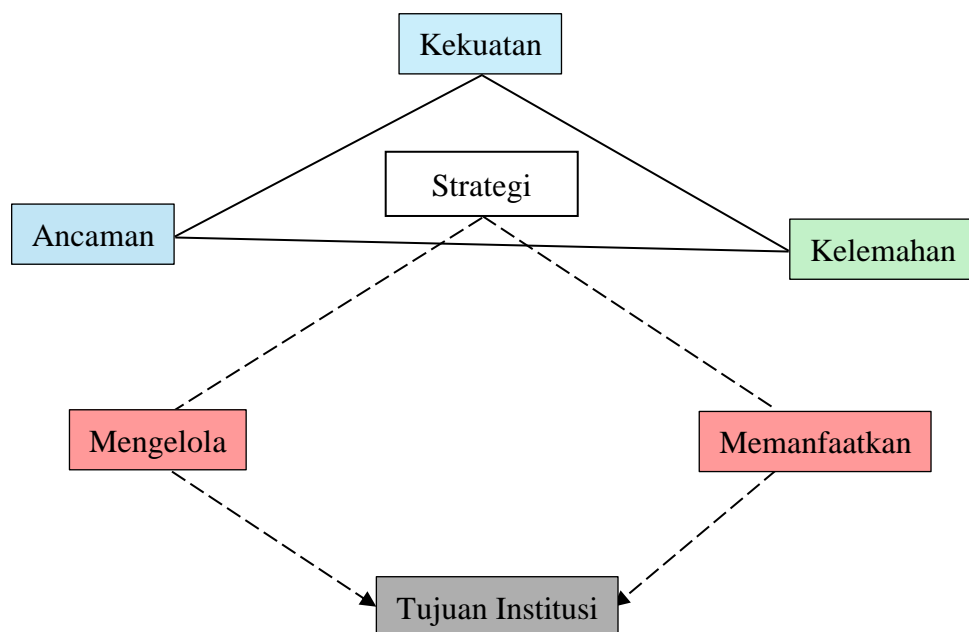 Kekuatan
Strategi
Ancaman
Kelemahan
Mengelola
Memanfaatkan
Tujuan Institusi